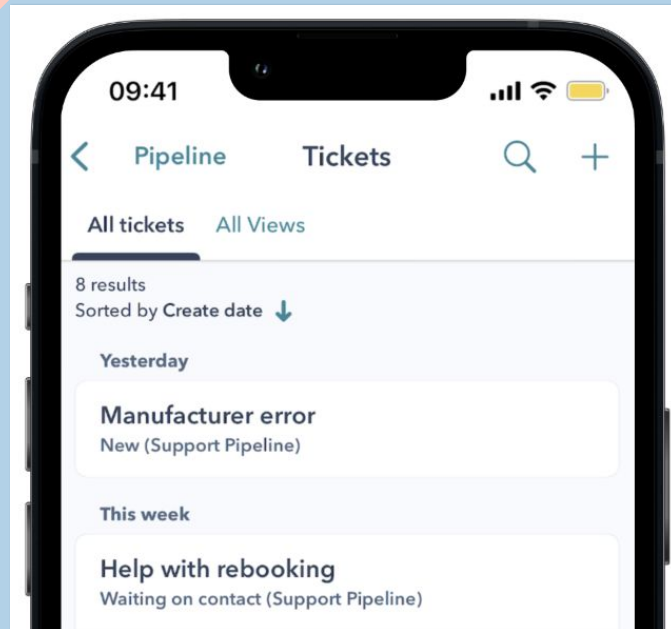 09:41
Pipeline Tickets
All tickets All Views
8 results
Sorted by Create date
Yesterday
Manufacturer error
New (Support Pipeline)
This week
Help with rebooking
Waiting on contact (Support Pipeline)